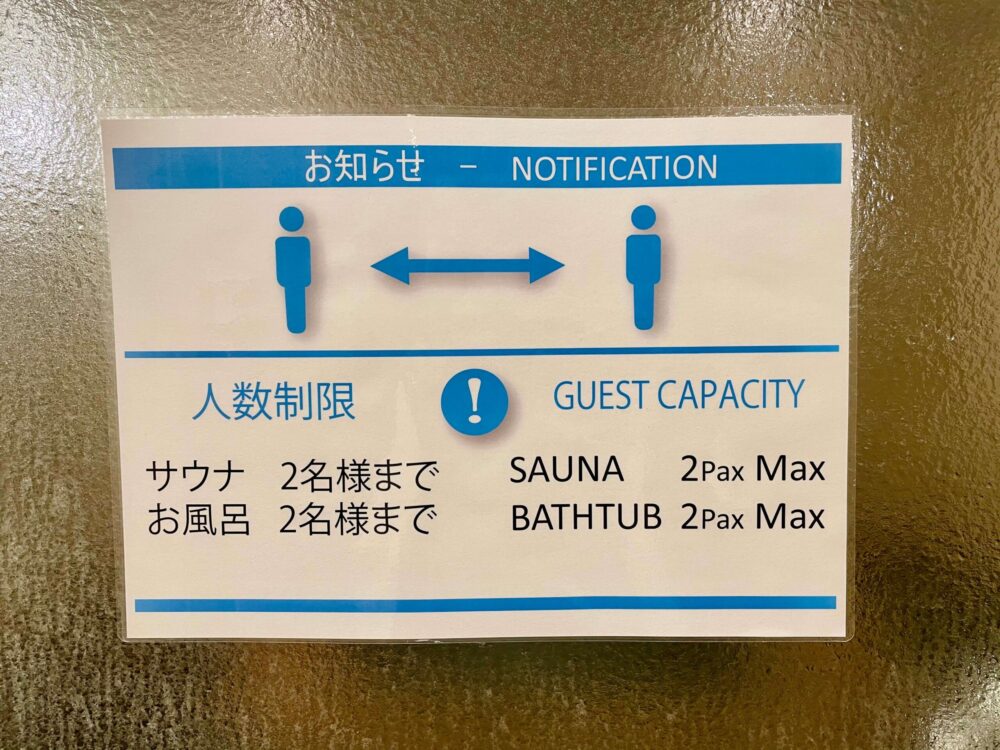 お知らせ － NOTIFICATION
人数制限 ! GUEST CAPACITY
サウナ 2名様まで SAUNA 2Pax Max
お風呂 2名様まで BATHTUB 2Pax Max